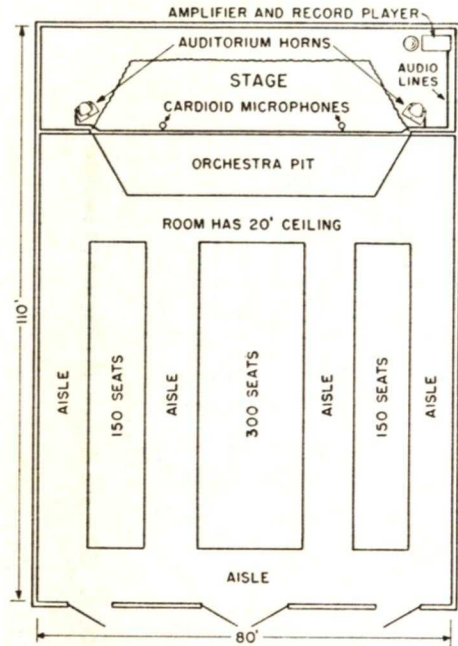 AMPLIFIER AND RECORD PLAYER
AUDITORIUM HORNS
STAGE
AUDIO
LINES
CARDIOID MICROPHONES
ORCHESTRA PIT
ROOM HAS 20' CEILING
110'
AISLE
150 SEATS
AISLE
300 SEATS
AISLE
150 SEATS
AISLE
AISLE
80'